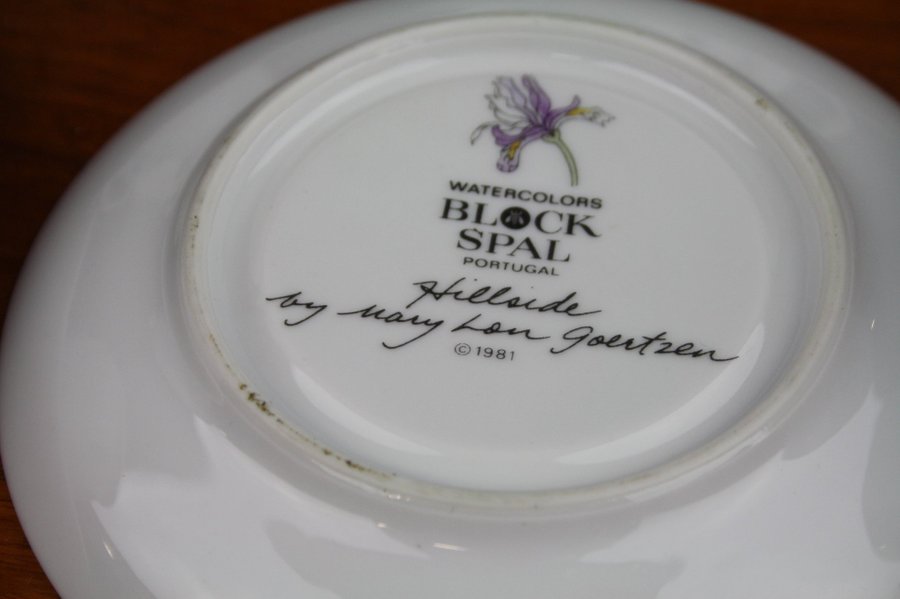 WATERCOLORS
BLOCK
SPAL
PORTUGAL
Hillside
by Mary Lou Goertzen
©1981